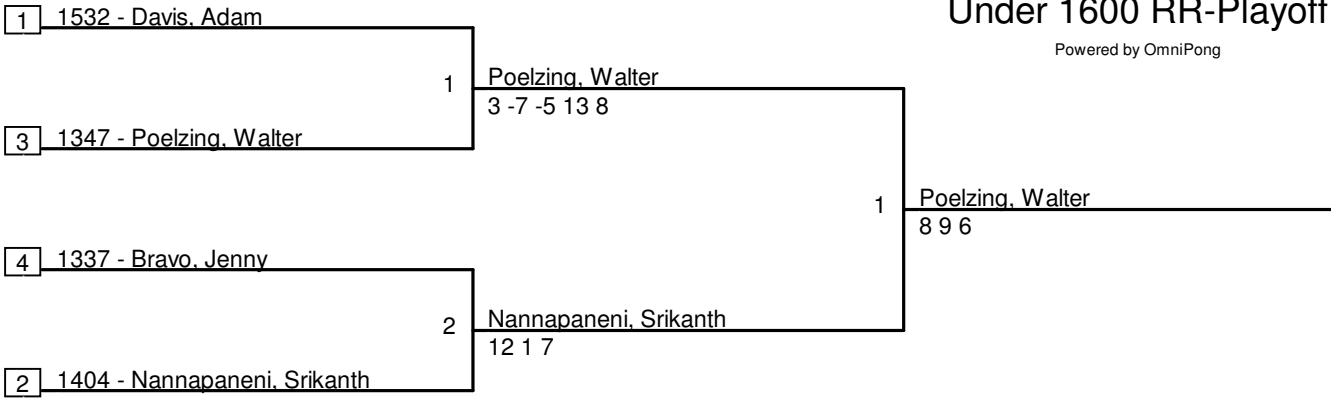 Under 1600 RR-Playoff
Powered by OmniPong
1 1532 - Davis, Adam
1 Poelzing, Walter
3 -7 -5 13 8
3 1347 - Poelzing, Walter
1 Poelzing, Walter
8 9 6
4 1337 - Bravo, Jenny
2 Nannapaneni, Srikanth
12 1 7
2 1404 - Nannapaneni, Srikanth